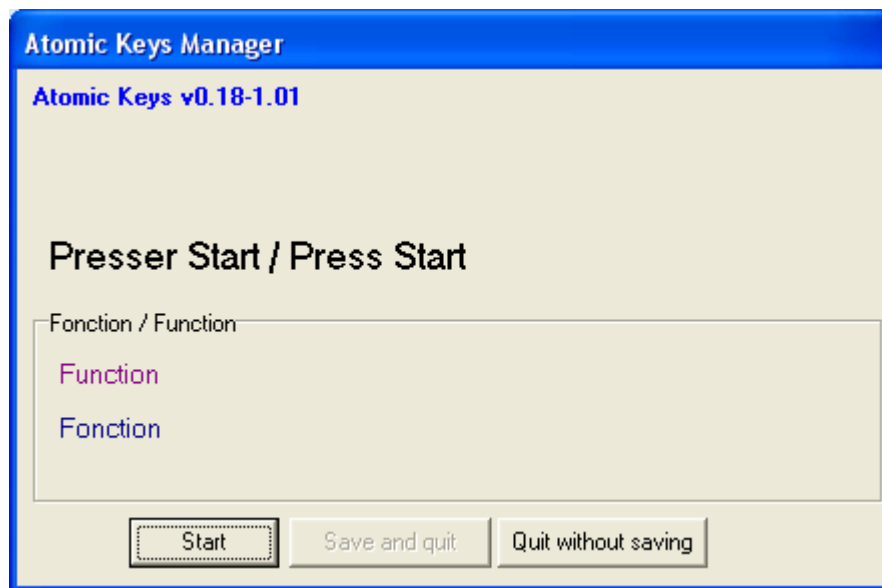 Atomic Keys Manager
Atomic Keys v0.18-1.01
Presser Start / Press Start
Fonction / Function
Function
Fonction
Start Save and quit Quit without saving